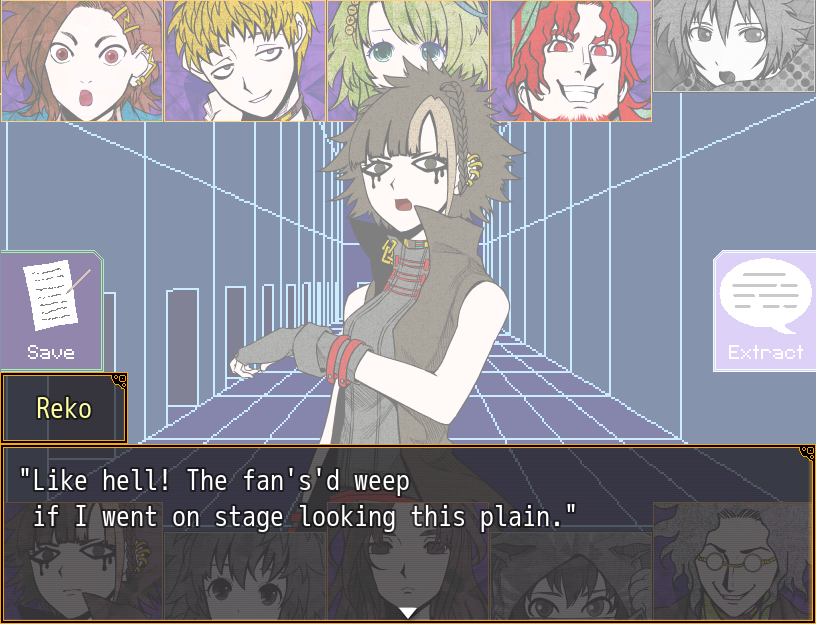 Save
Extract
Reko
"Like hell! The fan's'd weep
if I went on stage looking this plain."